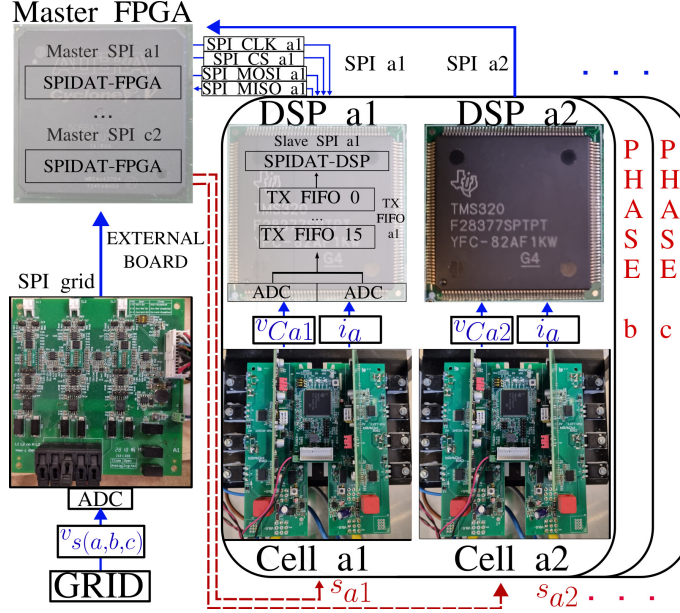 Master FPGA
Master SPI a1
SPIDAT-FPGA
...
Master SPI c2
SPIDAT-FPGA
SPI CLK a1
SPI CS a1
SPI MOSI a1
SPI MISO a1
SPI a1
SPI a2
. . .
DSP a1
Slave SPI a1
SPIDAT-DSP
TX FIFO 0
...
TX FIFO 15
TX
FIFO
a1
ADC
ADC
DSP a2
TMS320
F28377SPTPT
YFC-82AF1KW
G4
PHASE b
PHASE c
EXTERNAL
BOARD
SPI grid
ADC
vs(a,b,c)
GRID
vCa1
ia
vCa2
ia
Cell a1
Cell a2
sa1
sa2
. . .